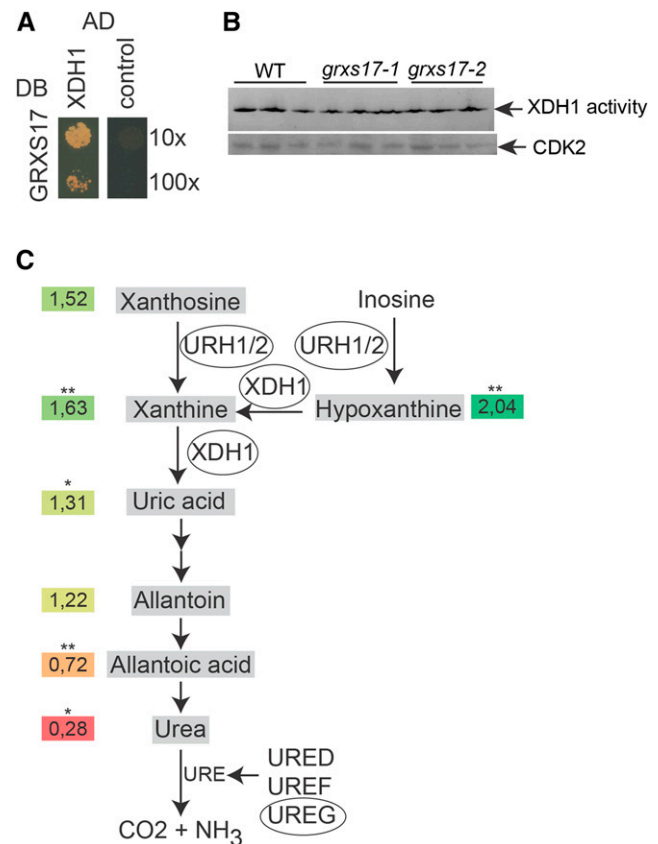 A
AD
DB
XDH1
control
GRXS17
10x
100x
B
WT grxs17-1 grxs17-2
XDH1 activity
CDK2
C
1,52 Xanthosine Inosine
URH1/2 URH1/2
XDH1
** **
1,63 Xanthine Hypoxanthine 2,04
XDH1
*
1,31 Uric acid
1,22 Allantoin
**
0,72 Allantoic acid
*
0,28 Urea
URED
URE UREF
UREG
CO2 + NH₃